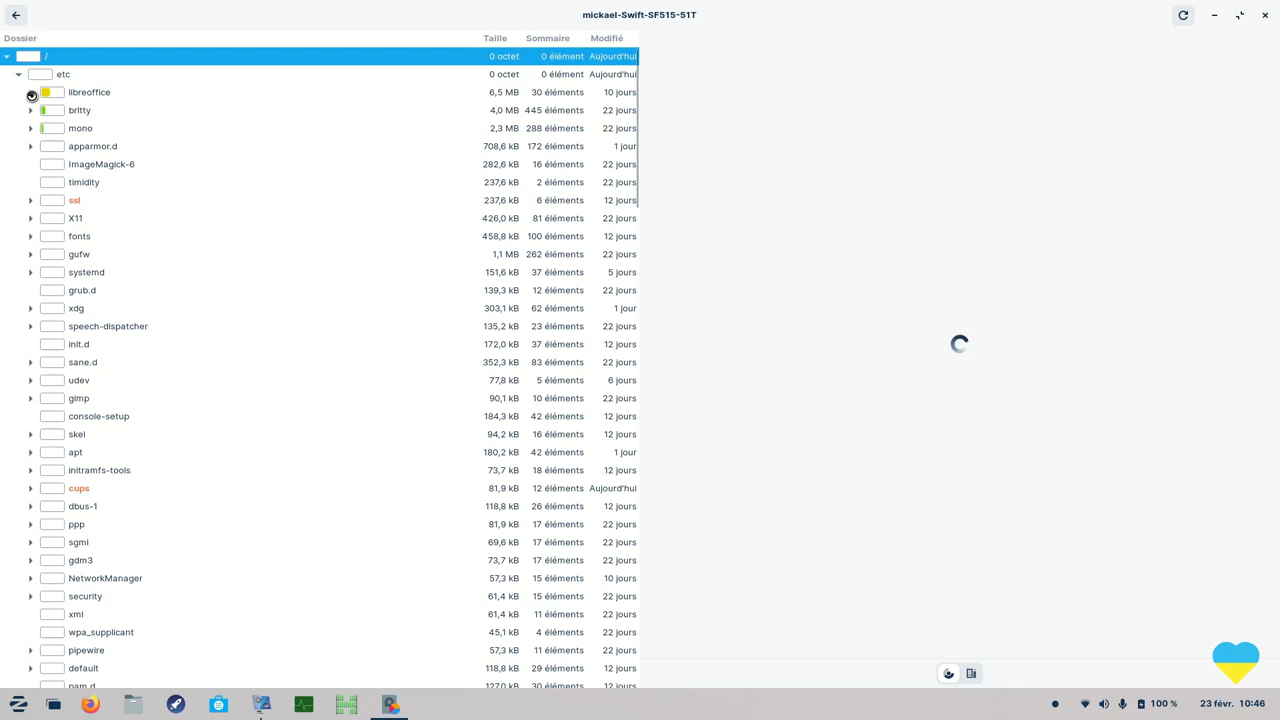 mickael-Swift-SF515-51T
Dossier Taille Sommaire Modifié
/ 0 octet 0 élément Aujourd'hui
etc 0 octet 0 élément Aujourd'hui
libreoffice 6,5 MB 30 éléments 10 jours
brltty 4,0 MB 445 éléments 22 jours
mono 2,3 MB 288 éléments 22 jours
apparmor.d 708,6 kB 172 éléments 1 jour
ImageMagick-6 282,6 kB 16 éléments 22 jours
timidity 237,6 kB 2 éléments 22 jours
ssl 237,6 kB 6 éléments 12 jours
X11 426,0 kB 81 éléments 22 jours
fonts 458,8 kB 100 éléments 12 jours
gufw 1,1 MB 262 éléments 22 jours
systemd 151,6 kB 37 éléments 5 jours
grub.d 139,3 kB 12 éléments 22 jours
xdg 303,1 kB 62 éléments 1 jour
speech-dispatcher 135,2 kB 23 éléments 22 jours
init.d 172,0 kB 37 éléments 12 jours
sane.d 352,3 kB 83 éléments 22 jours
udev 77,8 kB 5 éléments 6 jours
gimp 90,1 kB 10 éléments 22 jours
console-setup 184,3 kB 42 éléments 12 jours
skel 94,2 kB 16 éléments 12 jours
apt 180,2 kB 42 éléments 1 jour
initramfs-tools 73,7 kB 18 éléments 12 jours
cups 81,9 kB 12 éléments Aujourd'hui
dbus-1 118,8 kB 26 éléments 12 jours
ppp 81,9 kB 17 éléments 22 jours
sgml 69,6 kB 17 éléments 22 jours
gdm3 73,7 kB 17 éléments 22 jours
NetworkManager 57,3 kB 15 éléments 10 jours
security 61,4 kB 15 éléments 22 jours
xml 61,4 kB 11 éléments 22 jours
wpa_supplicant 45,1 kB 4 éléments 22 jours
pipewire 57,3 kB 11 éléments 22 jours
default 118,8 kB 29 éléments 12 jours
pam.d 127,0 kB 30 éléments 12 jours
100 % 23 févr. 10:46